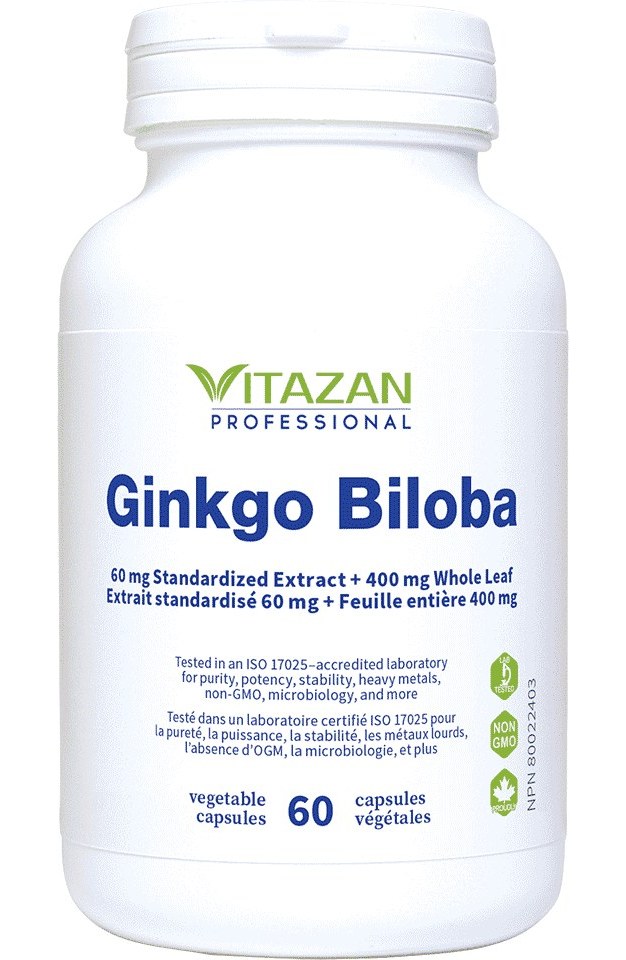 VITAZAN
PROFESSIONAL
Ginkgo Biloba
60 mg Standardized Extract + 400 mg Whole Leaf
Extrait standardisé 60 mg + Feuille entière 400 mg
Tested in an ISO 17025–accredited laboratory
for purity, potency, stability, heavy metals,
non-GMO, microbiology, and more
Testé dans un laboratoire certifié ISO 17025 pour
la pureté, la puissance, la stabilité, les métaux lourds,
l’absence d’OGM, la microbiologie, et plus
LAB
TESTED
NON
GMO
PROUDLY
NPN 80022403
vegetable
capsules
60
capsules
végétales